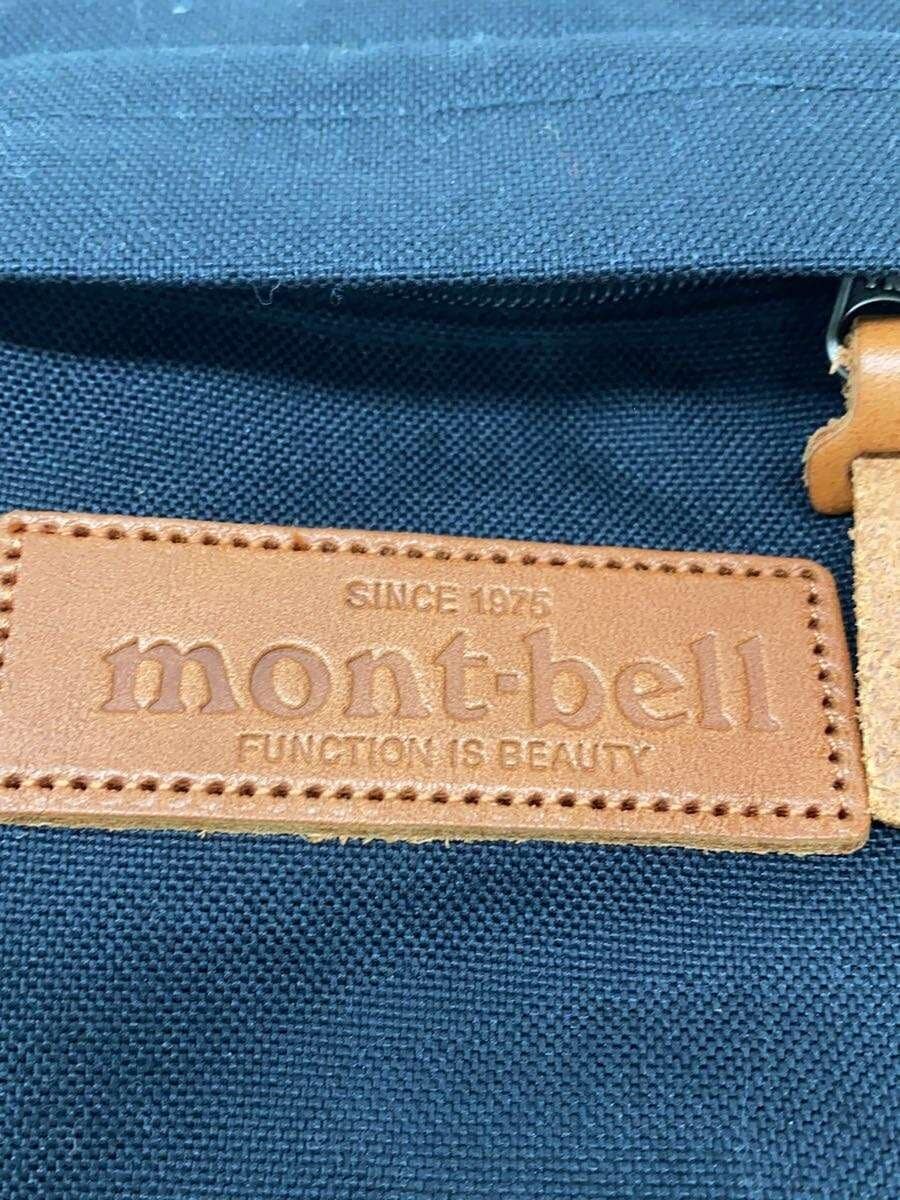 SINCE 1975
mont-bell
FUNCTION IS BEAUTY